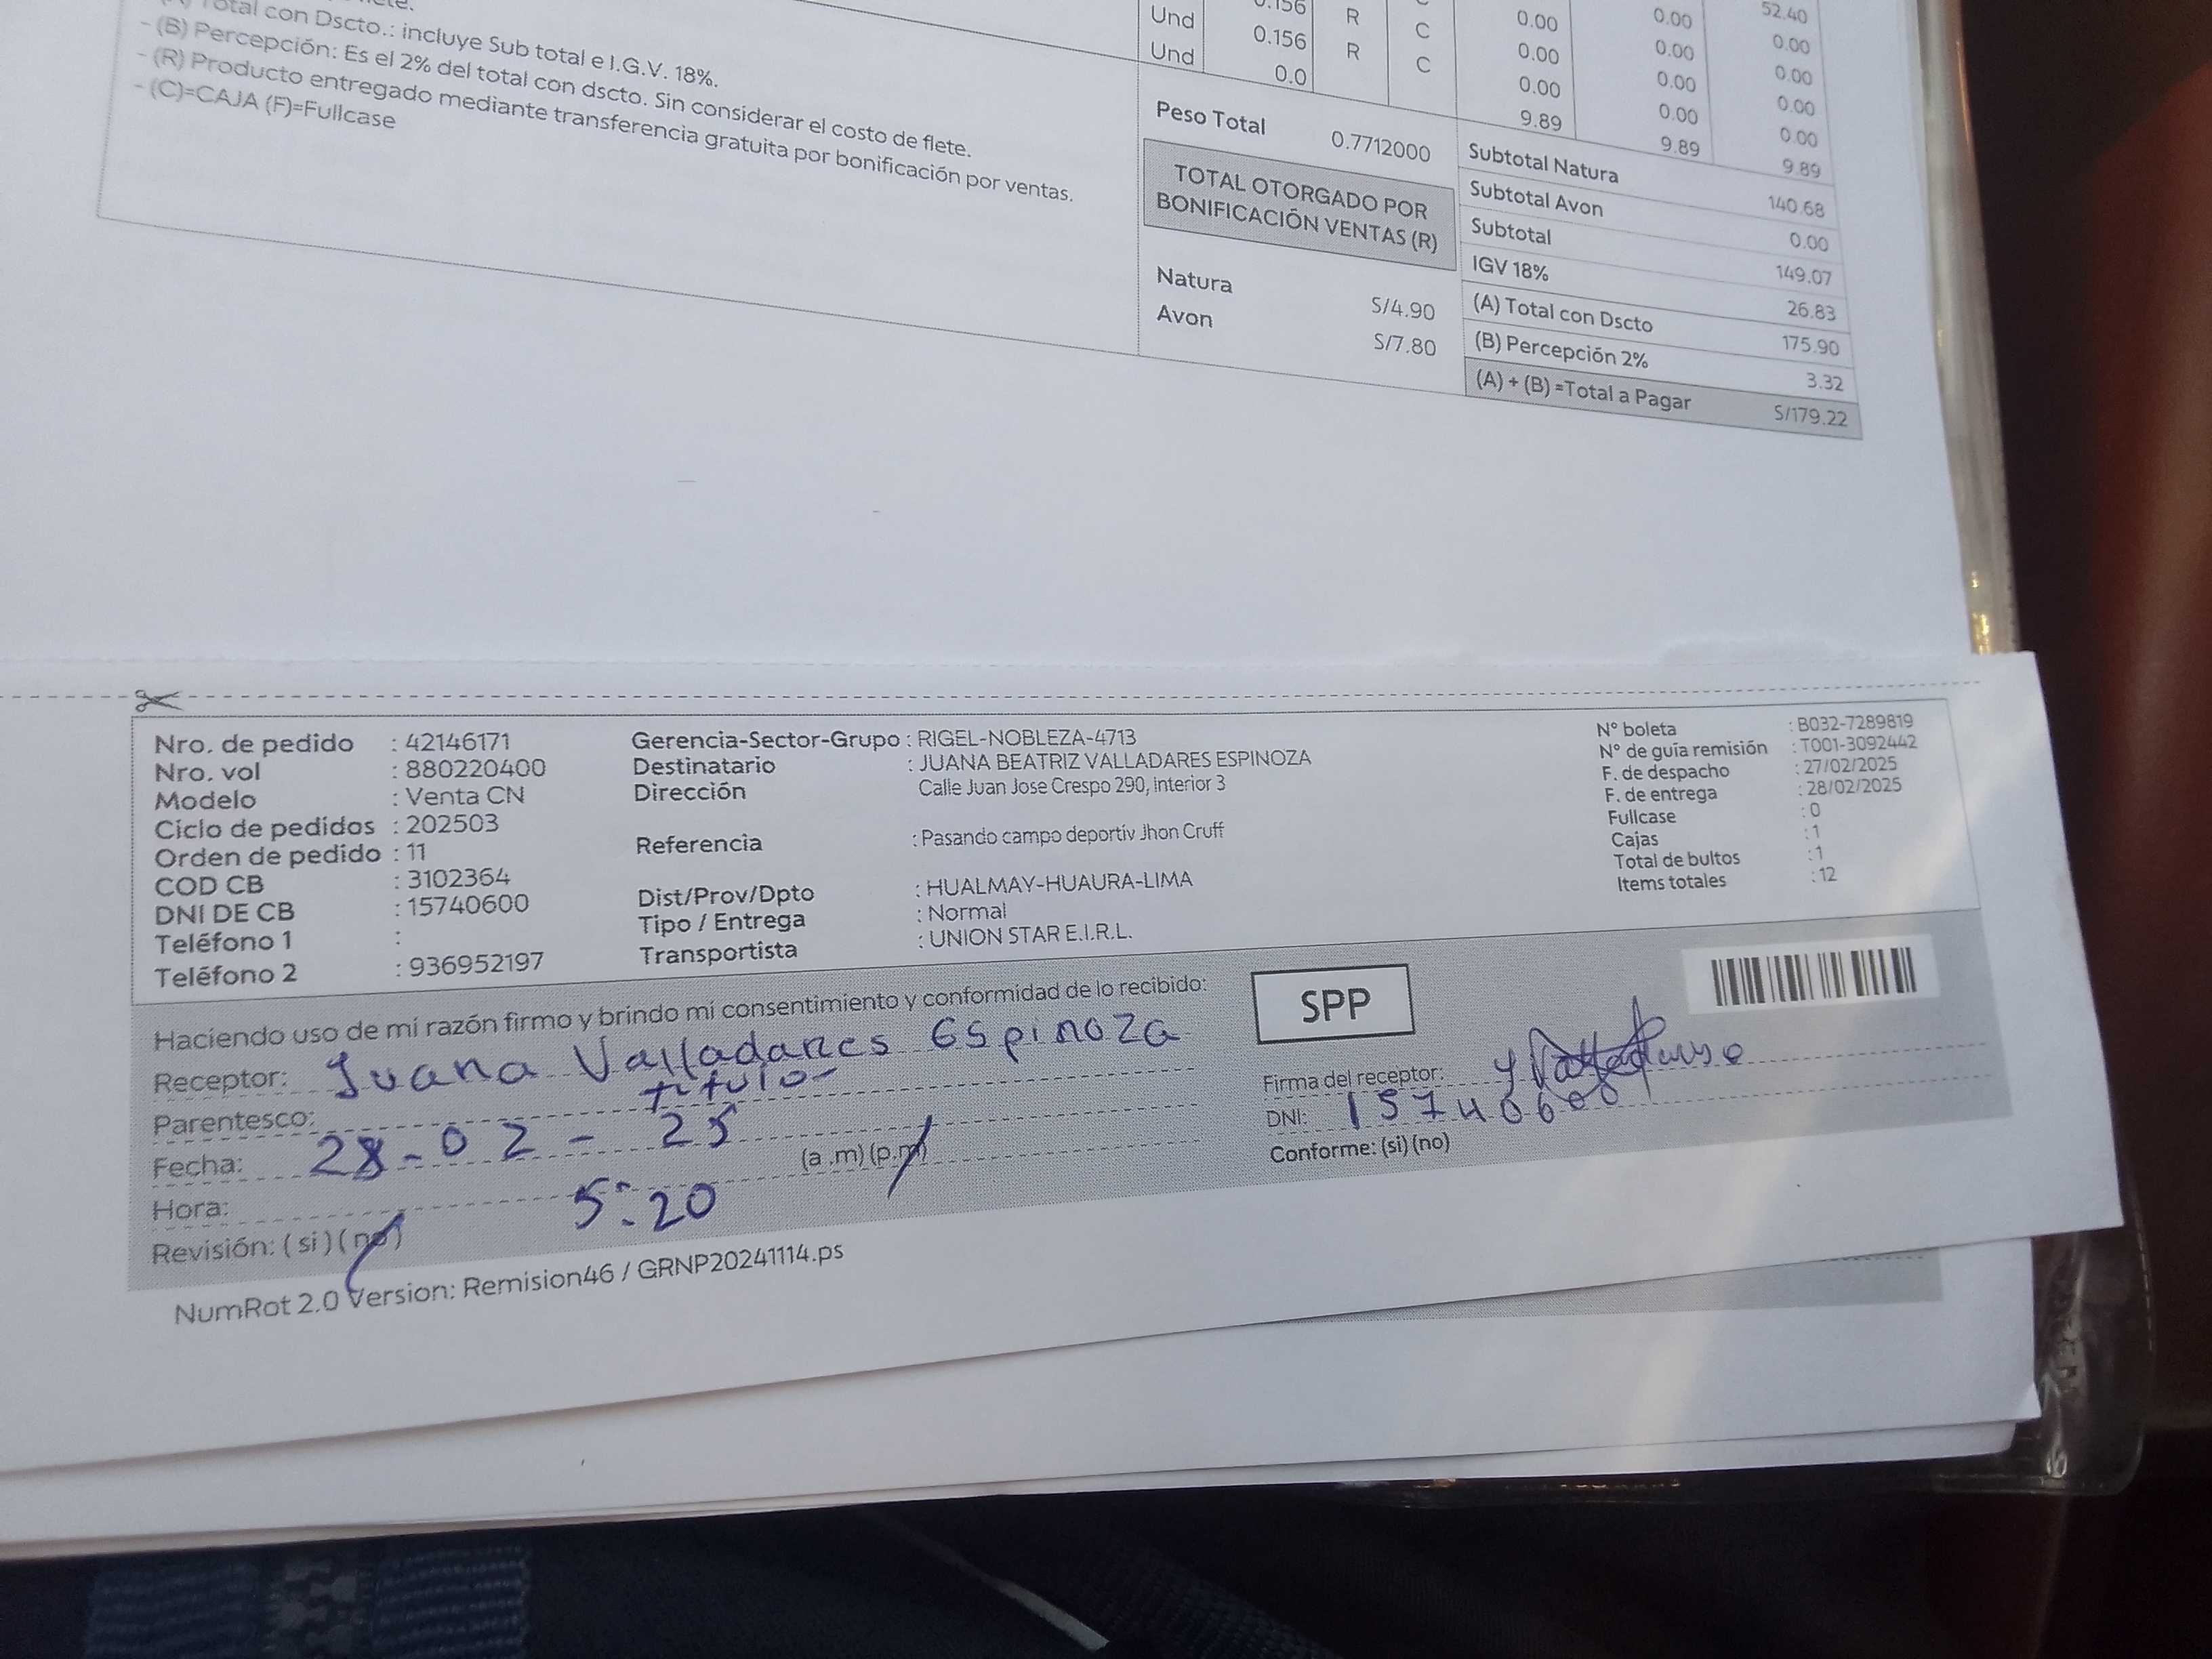 Total con Dscto.: incluye Sub total e I.G.V. 18%.
- (B) Percepción: Es el 2% del total con dscto. Sin considerar el costo de flete.
- (R) Producto entregado mediante transferencia gratuita por bonificación por ventas.
- (C)=CAJA (F)=Fullcase
0.156 R 0.00 0.00 52.40
Und 0.156 R C 0.00 0.00 0.00
Und 0.0 C 0.00 0.00 0.00
0.00 0.00
9.89 9.89 0.00
9.89
Peso Total 0.7712000
TOTAL OTORGADO POR
BONIFICACIÓN VENTAS (R)
Natura S/4.90
Avon S/7.80
Subtotal Natura 140.68
Subtotal Avon 0.00
Subtotal 149.07
IGV 18% 26.83
(A) Total con Dscto 175.90
(B) Percepción 2% 3.32
(A) + (B) =Total a Pagar S/179.22
Nro. de pedido : 42146171
Nro. vol : 880220400
Modelo : Venta CN
Ciclo de pedidos : 202503
Orden de pedido : 11
COD CB : 3102364
DNI DE CB : 15740600
Teléfono 1 :
Teléfono 2 : 936952197
Gerencia-Sector-Grupo : RIGEL-NOBLEZA-4713
Destinatario : JUANA BEATRIZ VALLADARES ESPINOZA
Dirección Calle Juan Jose Crespo 290, interior 3
Referencia : Pasando campo deportiv Jhon Cruff
Dist/Prov/Dpto : HUALMAY-HUAURA-LIMA
Tipo / Entrega : Normal
Transportista : UNION STAR E.I.R.L.
N° boleta : B032-7289819
N° de guía remisión : T001-3092442
F. de despacho : 27/02/2025
F. de entrega : 28/02/2025
Fullcase : 0
Cajas : 1
Total de bultos : 1
Items totales : 12
Haciendo uso de mi razón firmo y brindo mi consentimiento y conformidad de lo recibido:
SPP
Receptor: Juana Valladares Espinoza
Parentesco: titular
Fecha: 28-02-25
Hora: 5:20 (a .m) (p.m)
Revisión: ( si ) ( no )
Firma del receptor:
DNI: 15740600
Conforme: (si) (no)
NumRot 2.0 Version: Remision46 / GRNP20241114.ps